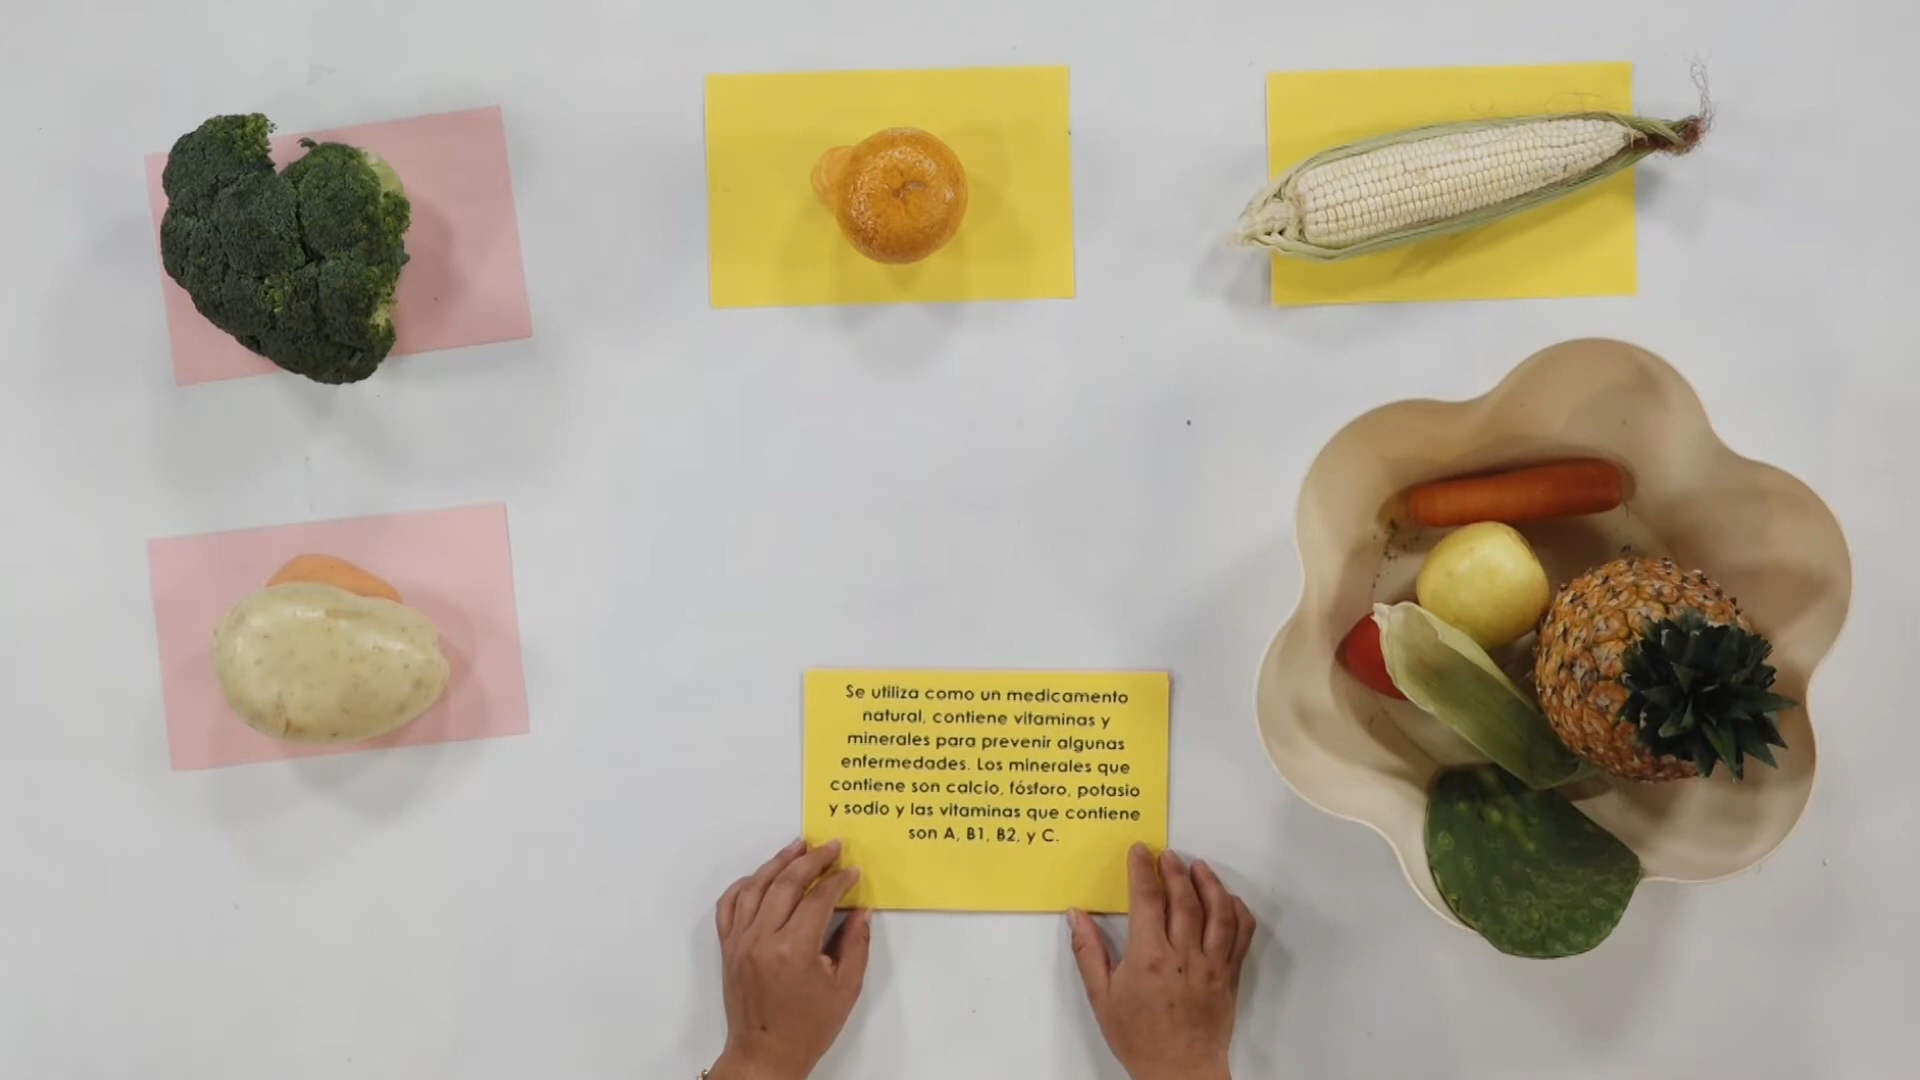 Se utiliza como un medicamento
natural, contiene vitaminas y
minerales para prevenir algunas
enfermedades. Los minerales que
contiene son calcio, fósforo, potasio
y sodio y las vitaminas que contiene
son A, B1, B2, y C.